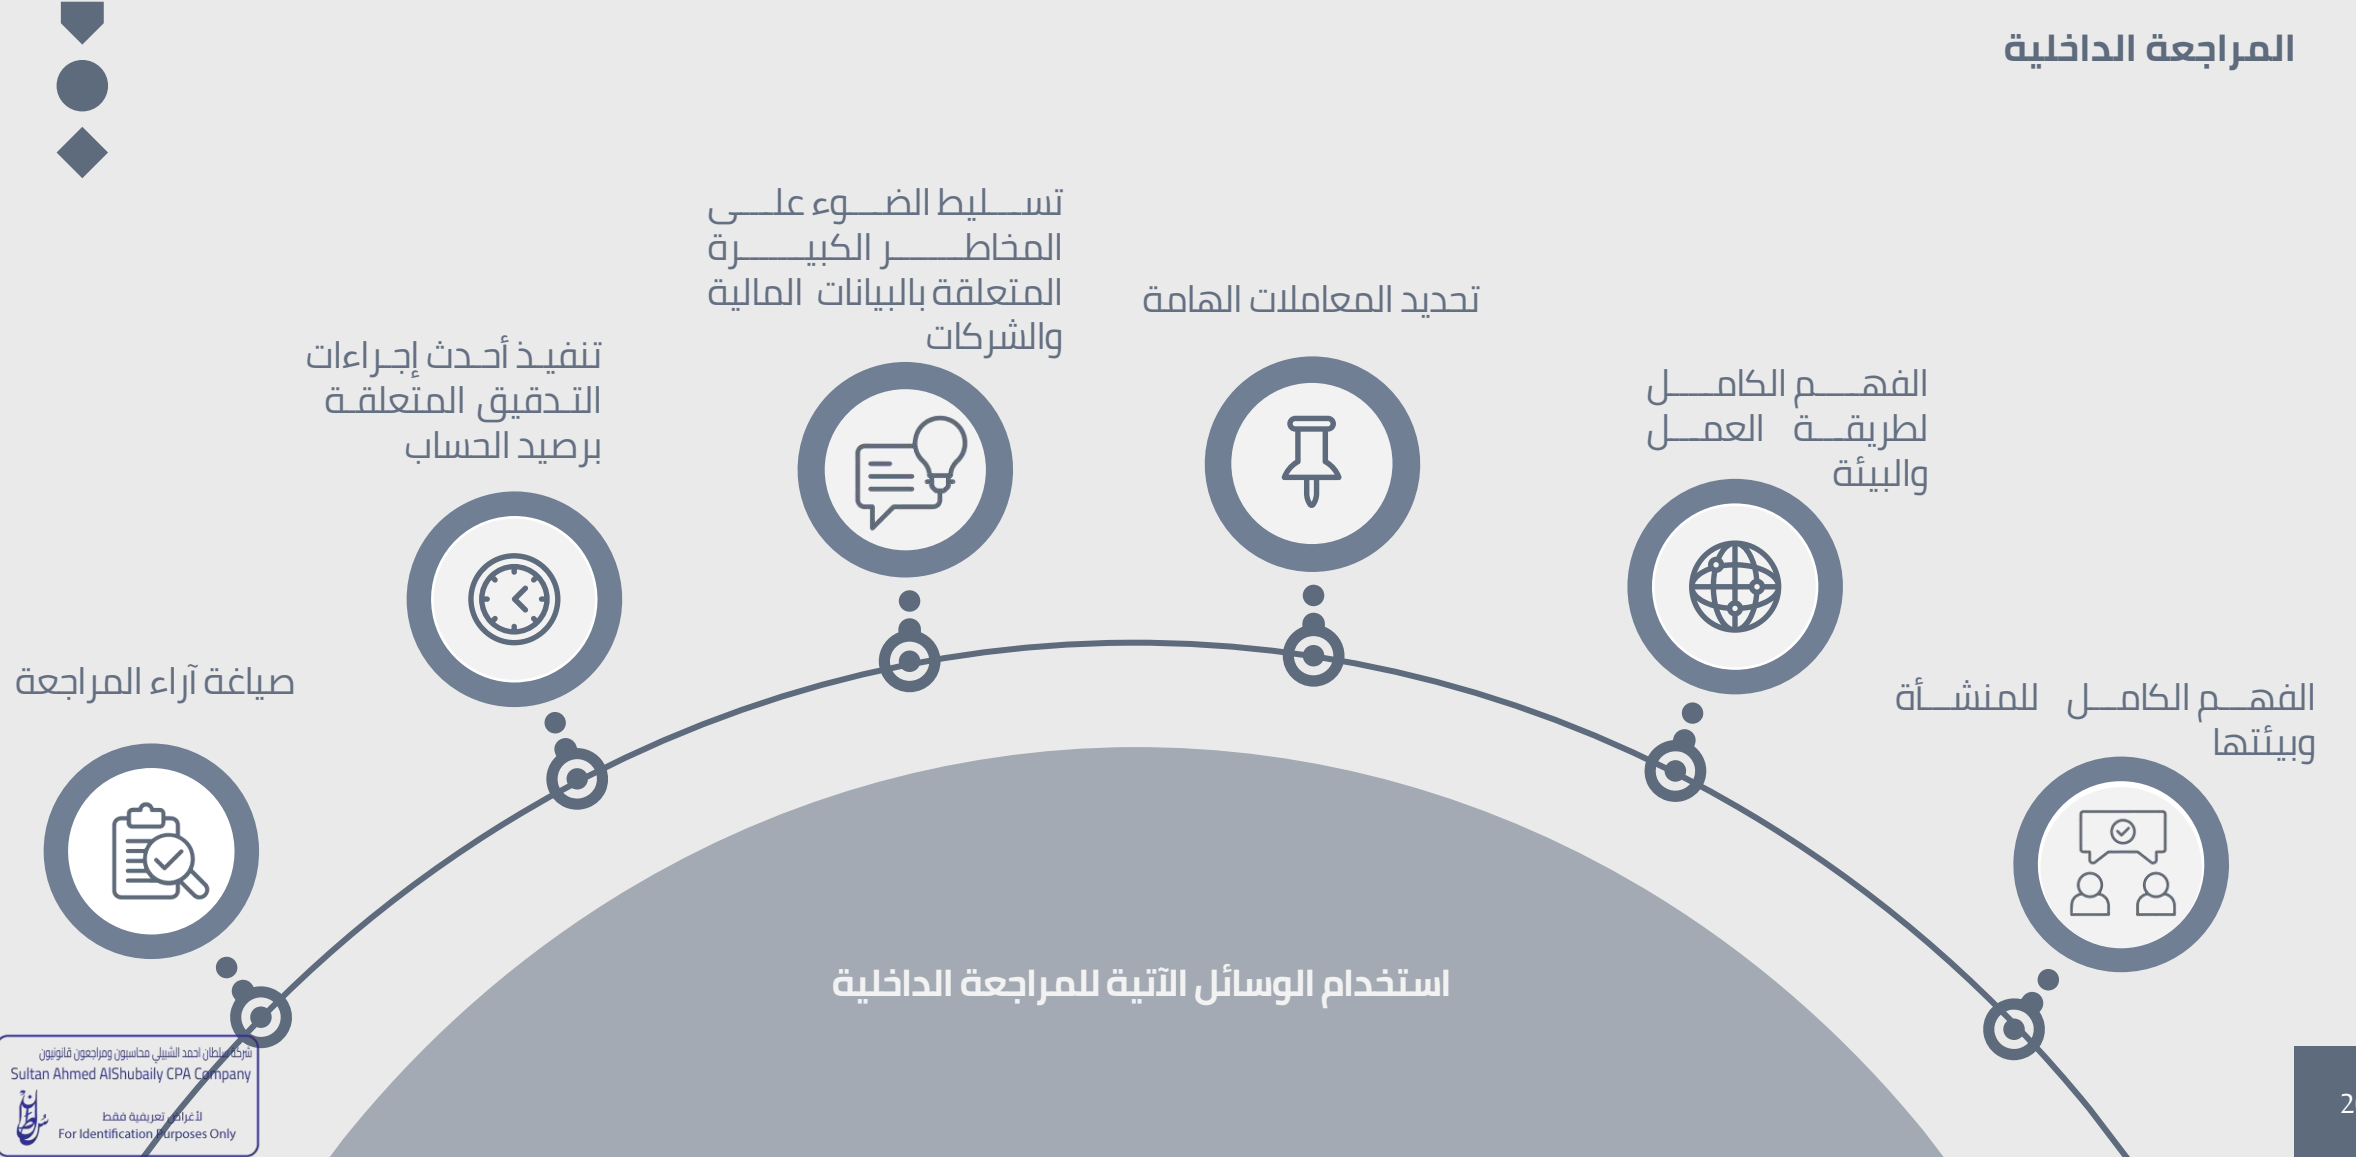 المراجعة الداخلية
الفهم الكامل للمنشأة
وبيئتها
الفهم الكامل
لطريقة العمل
والبيئة
تحديد المعاملات الهامة
تسليط الضوء على
المخاطر الكبيرة
المتعلقة بالبيانات المالية
والشركات
تنفيذ أحدث إجراءات
التدقيق المتعلقة
برصيد الحساب
صياغة آراء المراجعة
استخدام الوسائل الآتية للمراجعة الداخلية
شركة سلطان احمد الشبيلي محاسبون ومراجعون قانونيون
Sultan Ahmed AlShubaily CPA Company
سلطان
لأغراض تعريفية فقط
For Identification Purposes Only